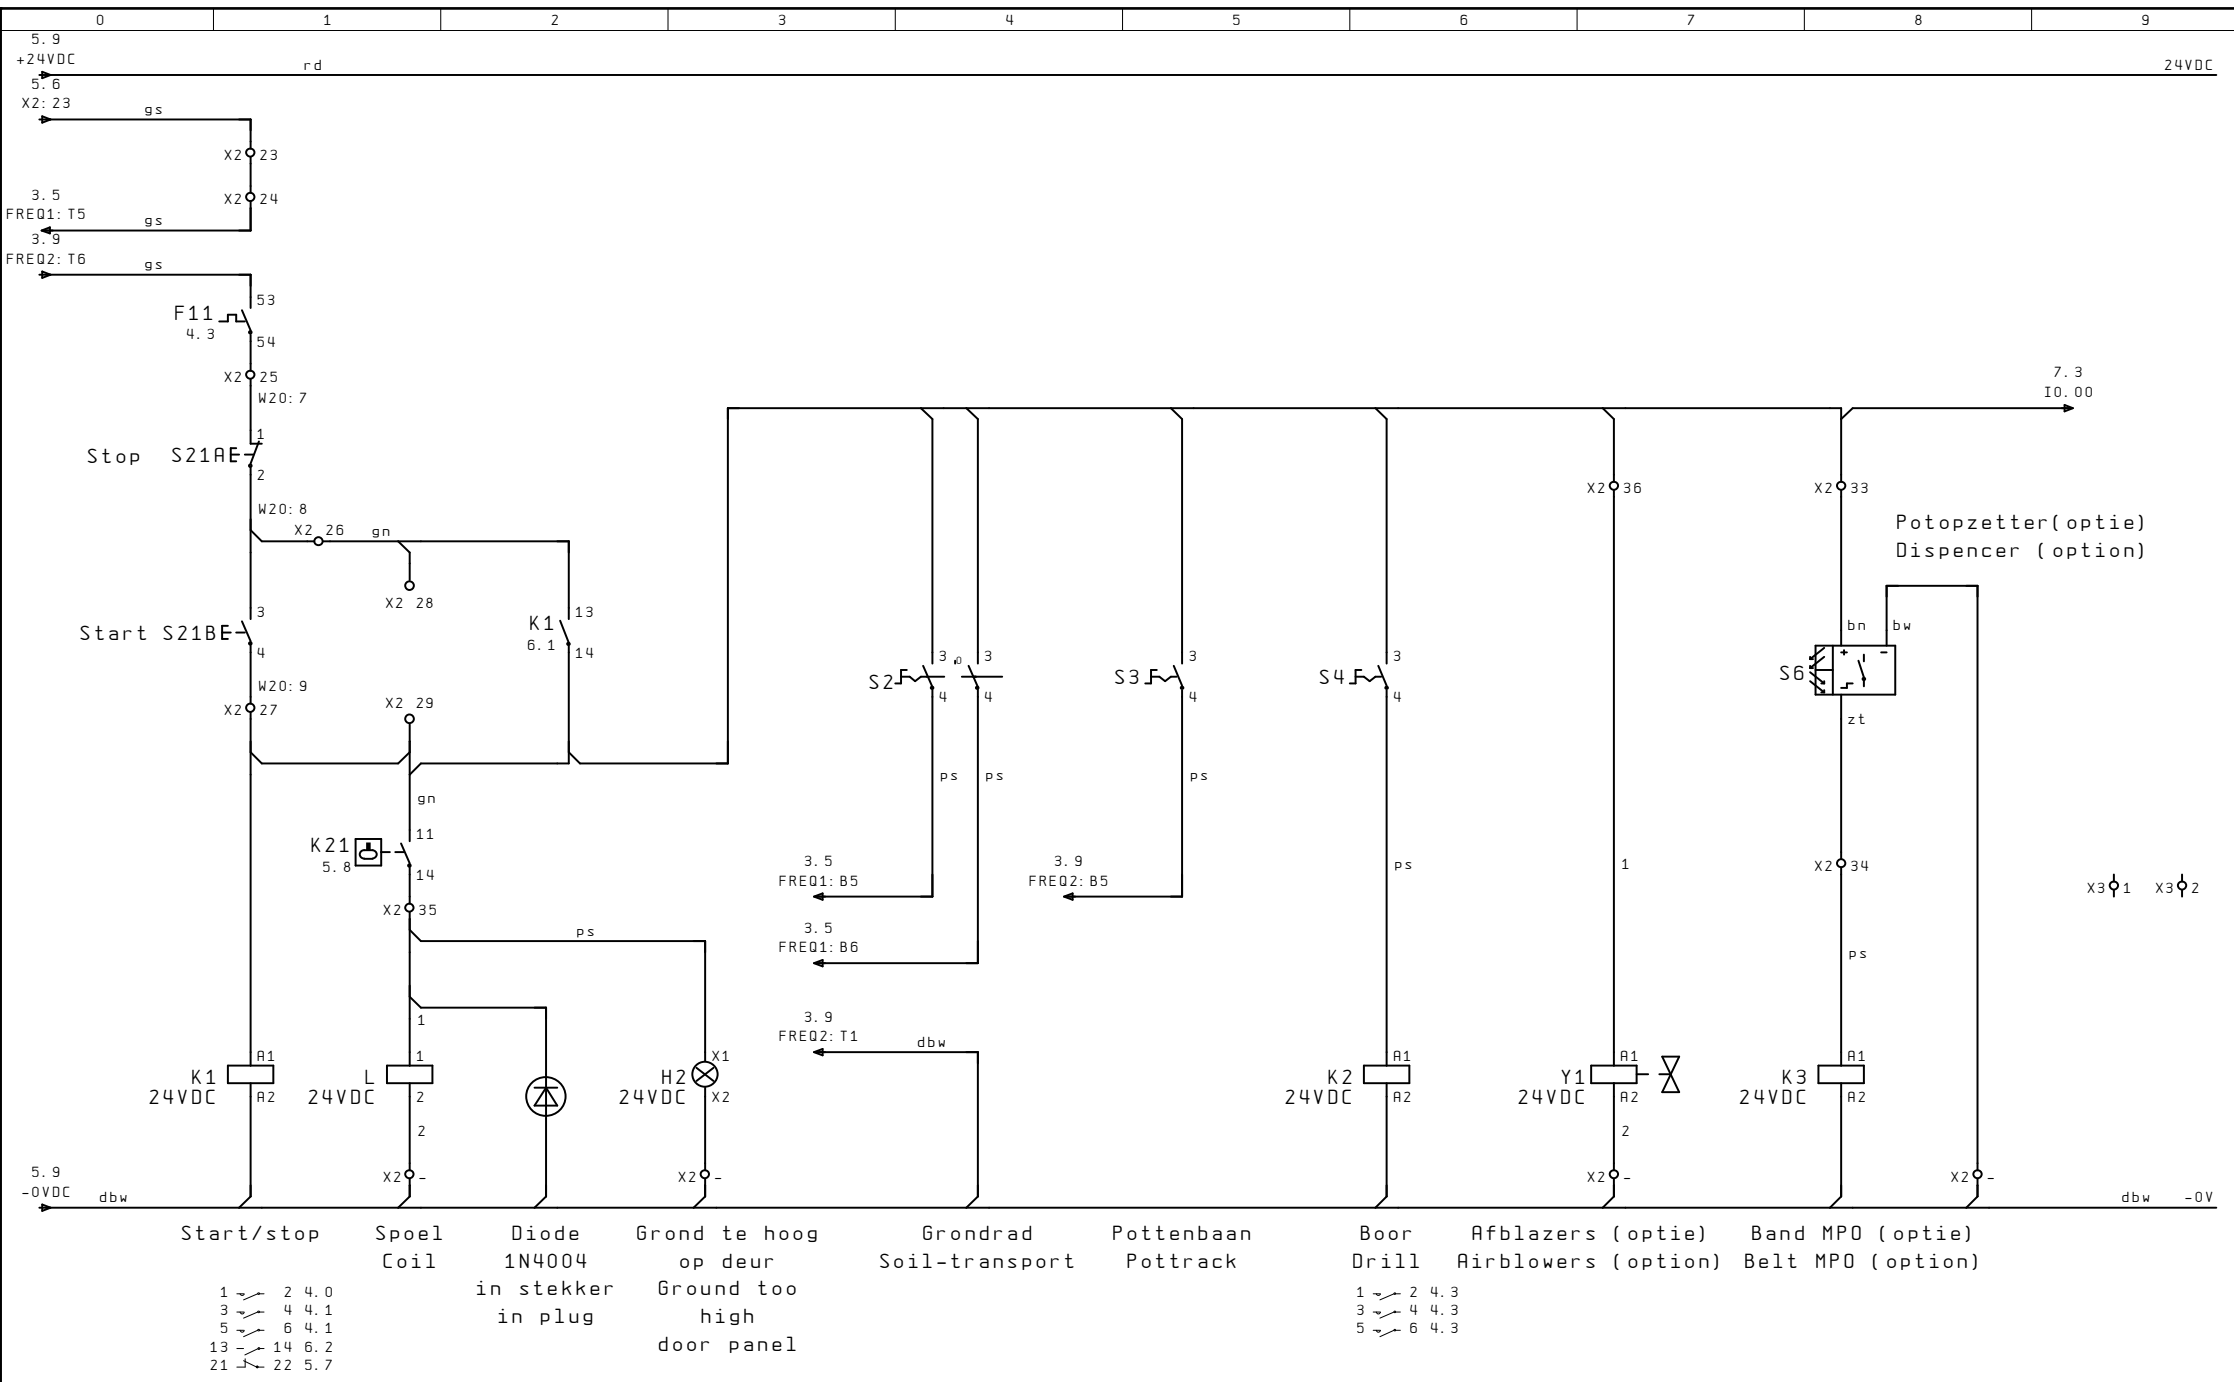 0 1 2 3 4 5 6 7 8 9
5.9
+24VDC rd 24VDC
5.6
X2:23 gs
X2 23
3.5 X2 24
FREQ1:T5 gs
3.9
FREQ2:T6 gs
53
F11
4.3
54
X2 25
W20:7
7.3
I0.00
1
Stop S21A
2
W20:8
X2 26 gn
X2 36
X2 33
Potopzetter(optie)
Dispencer (option)
X2 28
3 13
Start S21B K1
4 6.1 14
bn bw
W20:9
X2 27
X2 29
3 3 3 3
S2 S3 S4 S6
+ -
4 4 4 4
zt
ps ps ps
gn
11
K21
5.8
14
X2 35
3.5
FREQ1:B5
3.9
FREQ2:B5
ps 1
X2 34
X3 1 X3 2
ps
3.5
FREQ1:B6
ps
3.9
FREQ2:T1 dbw
1
A1 1 X1 A1 A1 A1
K1 L H2 K2 Y1 K3
24VDC 24VDC 24VDC 24VDC 24VDC 24VDC
A2 2 X2 A2 A2 A2
2 2
X2 - X2 - X2 - X2 -
5.9
-0VDC dbw dbw -0V
Start/stop Spoel Diode Grond te hoog Grondrad Pottenbaan Boor Afblazers (optie) Band MPO (optie)
Coil 1N4004 op deur Soil-transport Pottrack Drill Airblowers (option) Belt MPO (option)
in stekker Ground too
in plug high
door panel
1 2 4.0
3 4 4.1
5 6 4.1
13 14 6.2
21 22 5.7
1 2 4.3
3 4 4.3
5 6 4.3